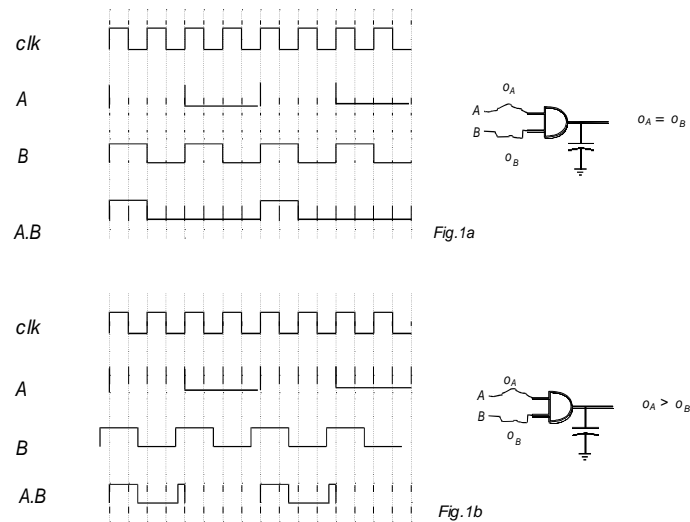 clk
A
B
A.B
o_A
A
B
o_B
o_A = o_B
Fig.1a
clk
A
B
A.B
o_A
A
B
o_B
o_A > o_B
Fig.1b